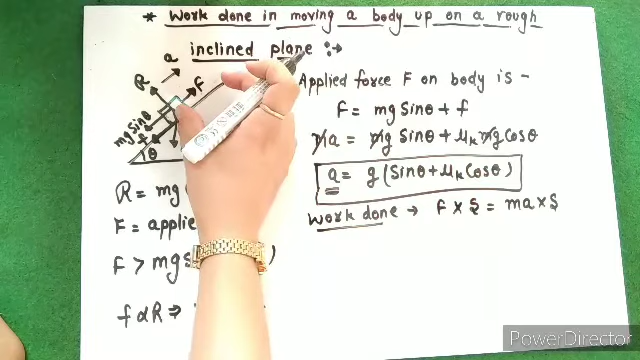 * Work done in moving a body up on a rough
inclined plane :→
a
R
F
mg sinθ
f
θ
Applied force F on body is -
F = mg sinθ + f
ma = mg sinθ + μk mg cosθ
a = g (sinθ + μk cosθ)
Work done → F × S = ma × S
R = mg
F = applie
F > mg s )
f α R ⇒
PowerDirector